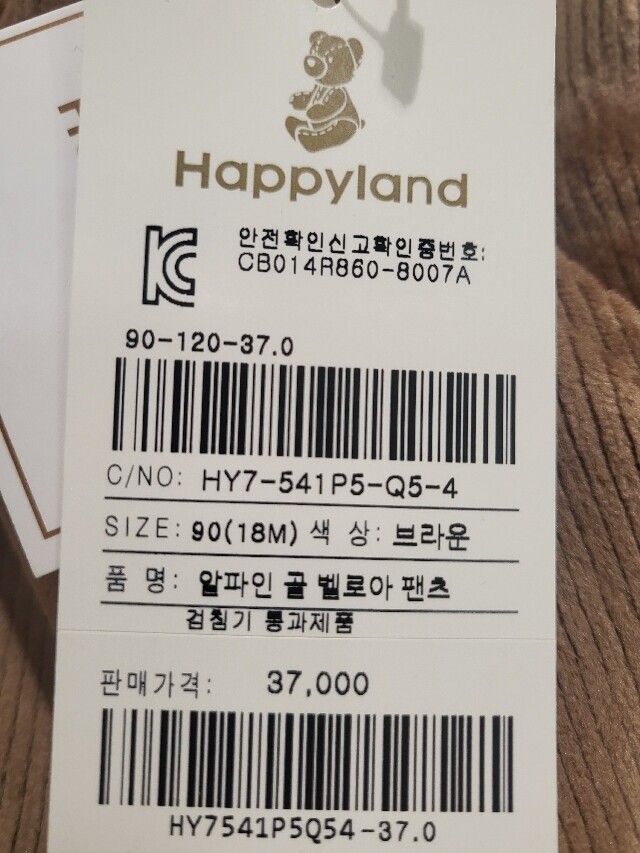 Happyland
안전확인신고확인증번호:
CB014R860-8007A
90-120-37.0
C/NO: HY7-541P5-Q5-4
SIZE: 90(18M) 색 상: 브라운
품 명: 알파인 골 벨로아 팬츠
검침기 통과제품
판매가격: 37,000
HY7541P5Q54-37.0